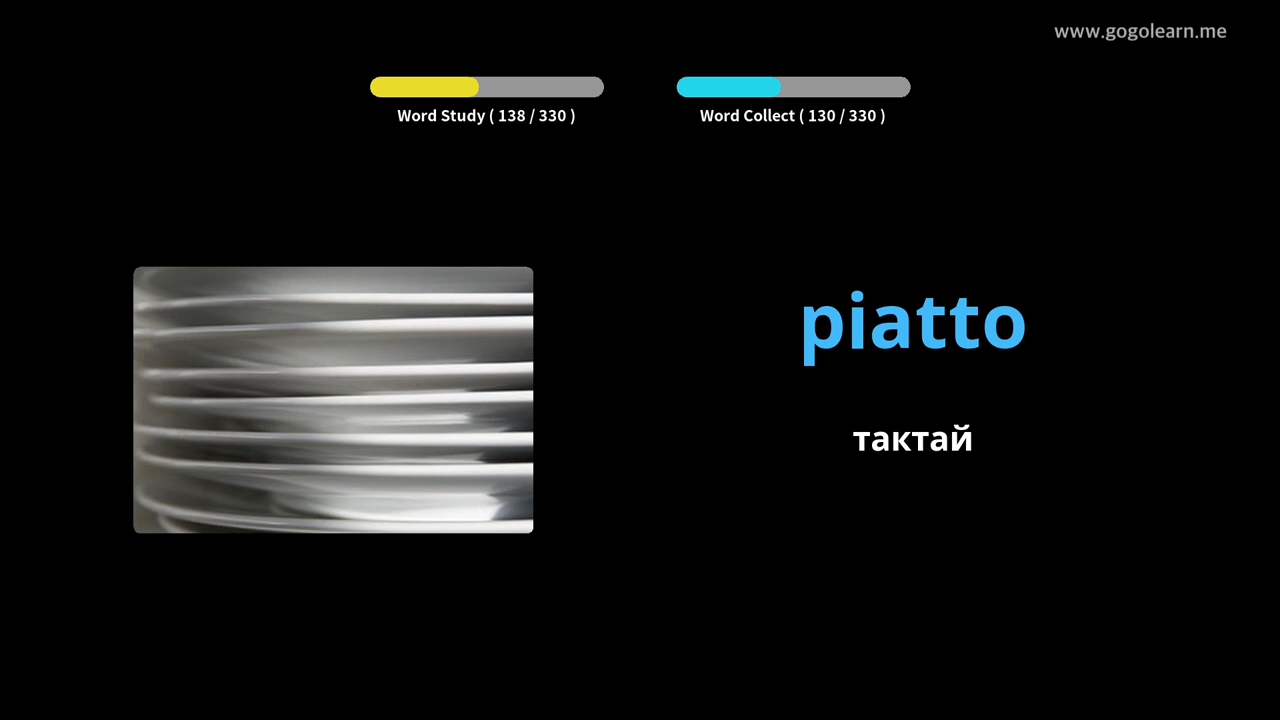 www.gogolearn.me
Word Study ( 138 / 330 )
Word Collect ( 130 / 330 )
piatto
тактай